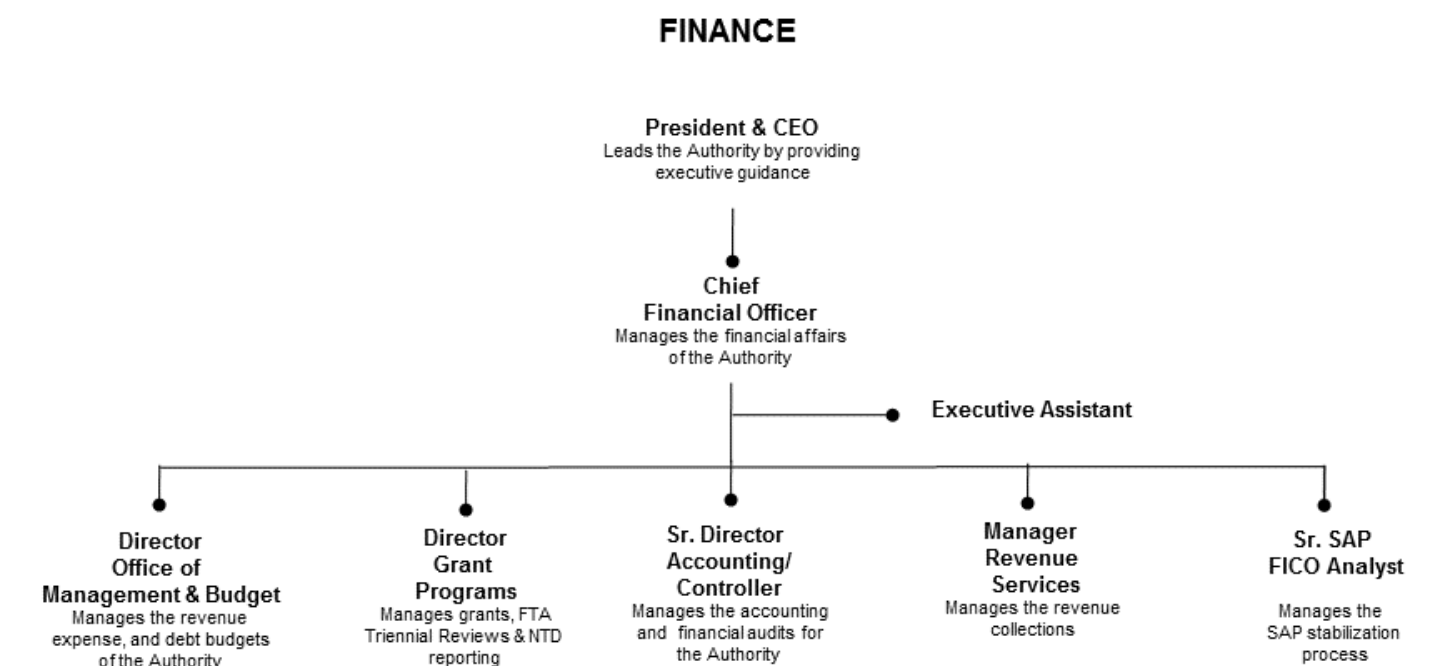 FINANCE
President & CEO
Leads the Authority by providing
executive guidance
Chief
Financial Officer
Manages the financial affairs
of the Authority
Executive Assistant
Director
Office of
Management & Budget
Manages the revenue
expense, and debt budgets
of the Authority
Director
Grant
Programs
Manages grants, FTA
Triennial Reviews & NTD
reporting
Sr. Director
Accounting/
Controller
Manages the accounting
and financial audits for
the Authority
Manager
Revenue
Services
Manages the revenue
collections
Sr. SAP
FICO Analyst
Manages the
SAP stabilization
process